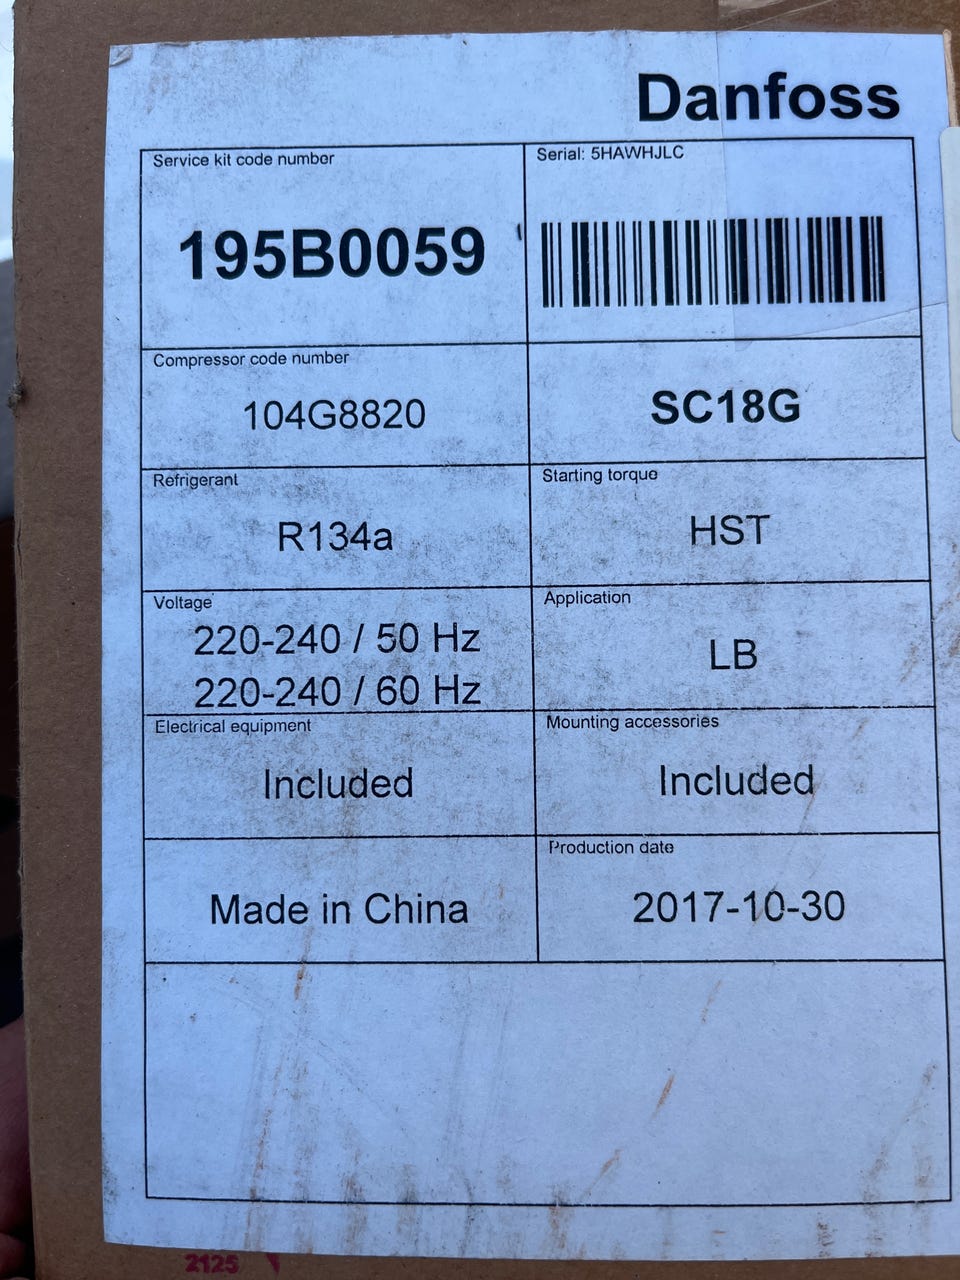 Danfoss
Service kit code number
195B0059
Serial: 5HAWHJLC
Compressor code number
104G8820
SC18G
Refrigerant
R134a
Starting torque
HST
Voltage
220-240 / 50 Hz
220-240 / 60 Hz
Application
LB
Electrical equipment
Included
Mounting accessories
Included
Made in China
Production date
2017-10-30
2125